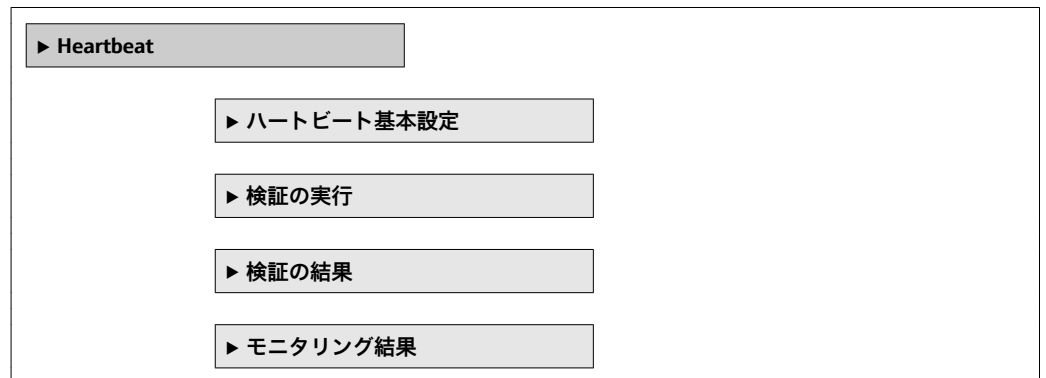 ▶ Heartbeat
▶ ハートビート基本設定
▶ 検証の実行
▶ 検証の結果
▶ モニタリング結果